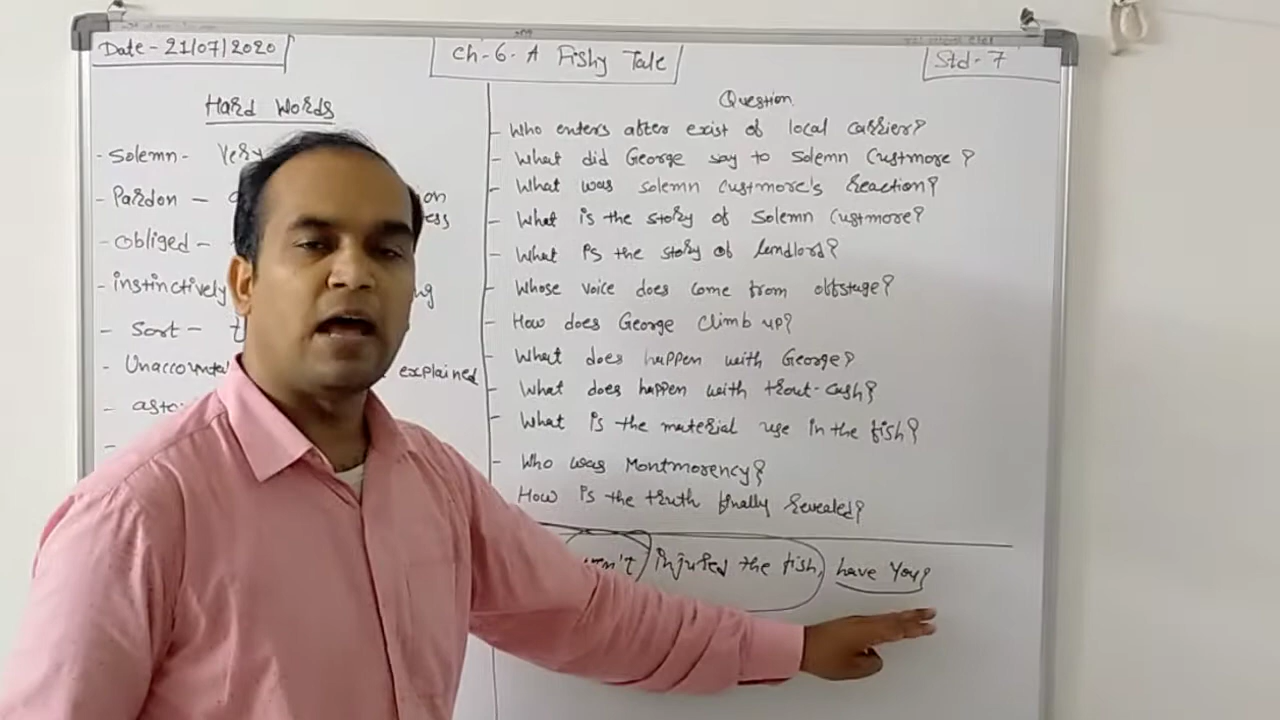 Date - 21/07/2020
Ch-6- A Fishy Tale
Std- 7
Hard Words
- Solemn - Very
- Pardon -
- Obliged -
- instinctively
- Sort -
- Unaccounta explained
Question
- Who enters after exist of local carrier?
- What did George say to Solemn Custmore?
- What was solemn Custmore's Reaction?
- What is the story of Solemn Custmore?
- What is the story of landlord?
- Whose voice does come from offstage?
- How does George Climb up?
- What does happen with George?
- What does happen with trout-cash?
- What is the material use in the fish?
- Who was Montmorency?
How is the truth finally Revealed?
injured the fish, have You?